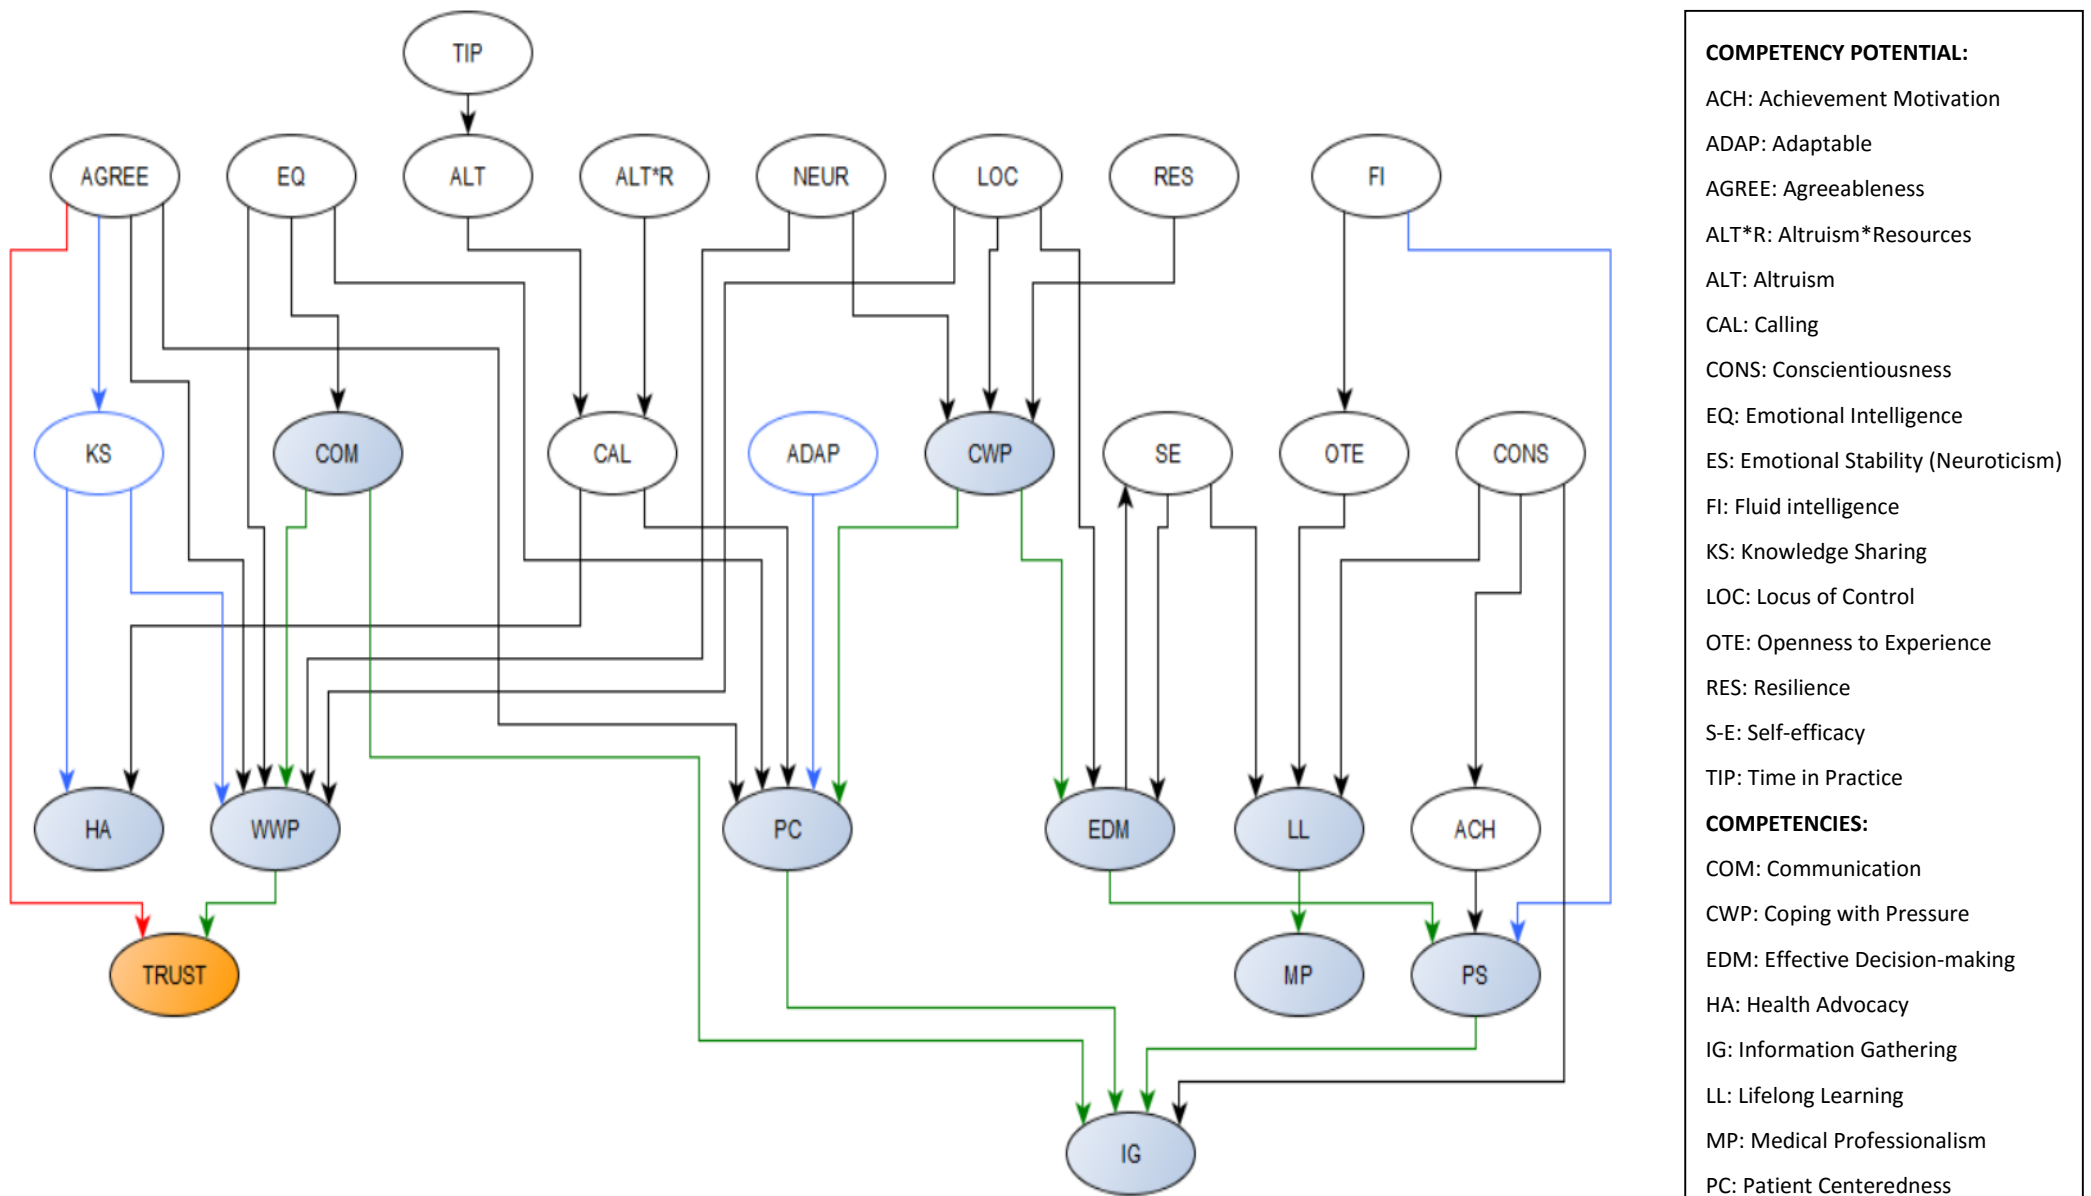 TIP
AGREE
EQ
ALT
ALT*R
NEUR
LOC
RES
FI
KS
COM
CAL
ADAP
CWP
SE
OTE
CONS
HA
WWP
PC
EDM
LL
ACH
TRUST
MP
PS
IG
COMPETENCY POTENTIAL:
ACH: Achievement Motivation
ADAP: Adaptable
AGREE: Agreeableness
ALT*R: Altruism*Resources
ALT: Altruism
CAL: Calling
CONS: Conscientiousness
EQ: Emotional Intelligence
ES: Emotional Stability (Neuroticism)
FI: Fluid intelligence
KS: Knowledge Sharing
LOC: Locus of Control
OTE: Openness to Experience
RES: Resilience
S-E: Self-efficacy
TIP: Time in Practice
COMPETENCIES:
COM: Communication
CWP: Coping with Pressure
EDM: Effective Decision-making
HA: Health Advocacy
IG: Information Gathering
LL: Lifelong Learning
MP: Medical Professionalism
PC: Patient Centeredness